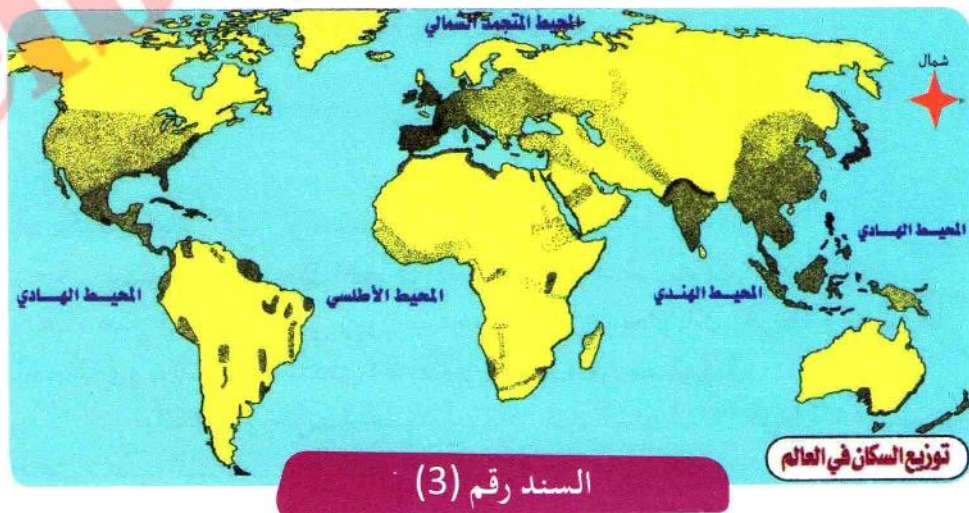 المحيط المتجمد الشمالي
شمال
المحيط الهادي
المحيط الهادي
المحيط الأطلسي
المحيط الهندي
توزيع السكان في العالم
السند رقم (3)